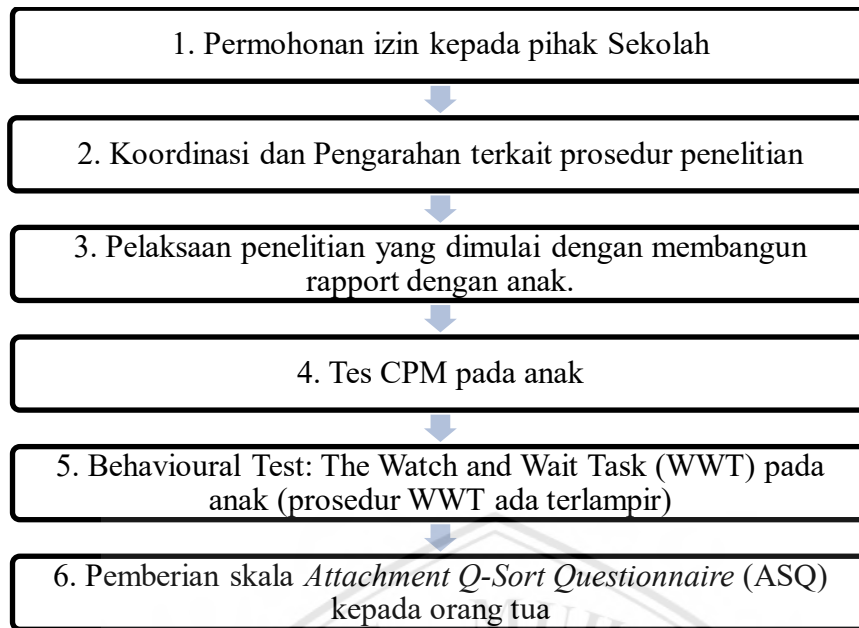 1. Permohonan izin kepada pihak Sekolah
2. Koordinasi dan Pengarahan terkait prosedur penelitian
3. Pelaksaan penelitian yang dimulai dengan membangun
rapport dengan anak.
4. Tes CPM pada anak
5. Behavioural Test: The Watch and Wait Task (WWT) pada
anak (prosedur WWT ada terlampir)
6. Pemberian skala Attachment Q-Sort Questionnaire (ASQ)
kepada orang tua